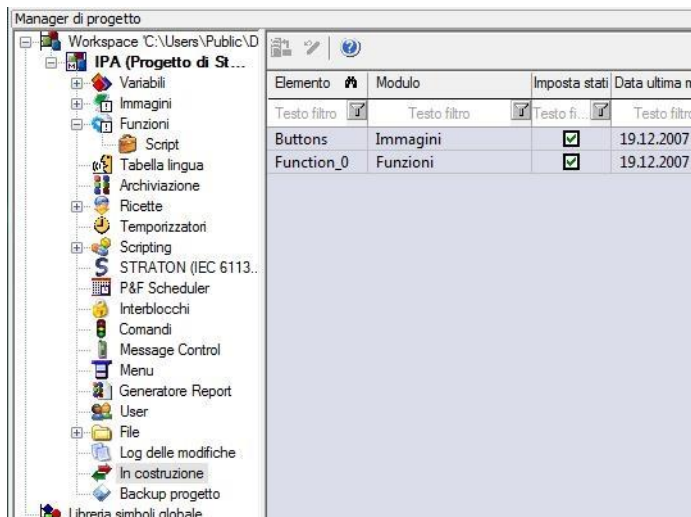 Manager di progetto
Workspace 'C:\Users\Public\D
IPA (Progetto di St...
Variabili
Immagini
Funzioni
Script
Tabella lingua
Archiviazione
Ricette
Temporizzatori
Scripting
STRATON (IEC 6113..
P&F Scheduler
Interblocchi
Comandi
Message Control
Menu
Generatore Report
User
File
Log delle modifiche
In costruzione
Backup progetto
Libreria simboli globale
Elemento Modulo Imposta stati Data ultima m
Testo filtro Testo filtro Testo fi... Testo filtro
Buttons Immagini 19.12.2007
Function_0 Funzioni 19.12.2007